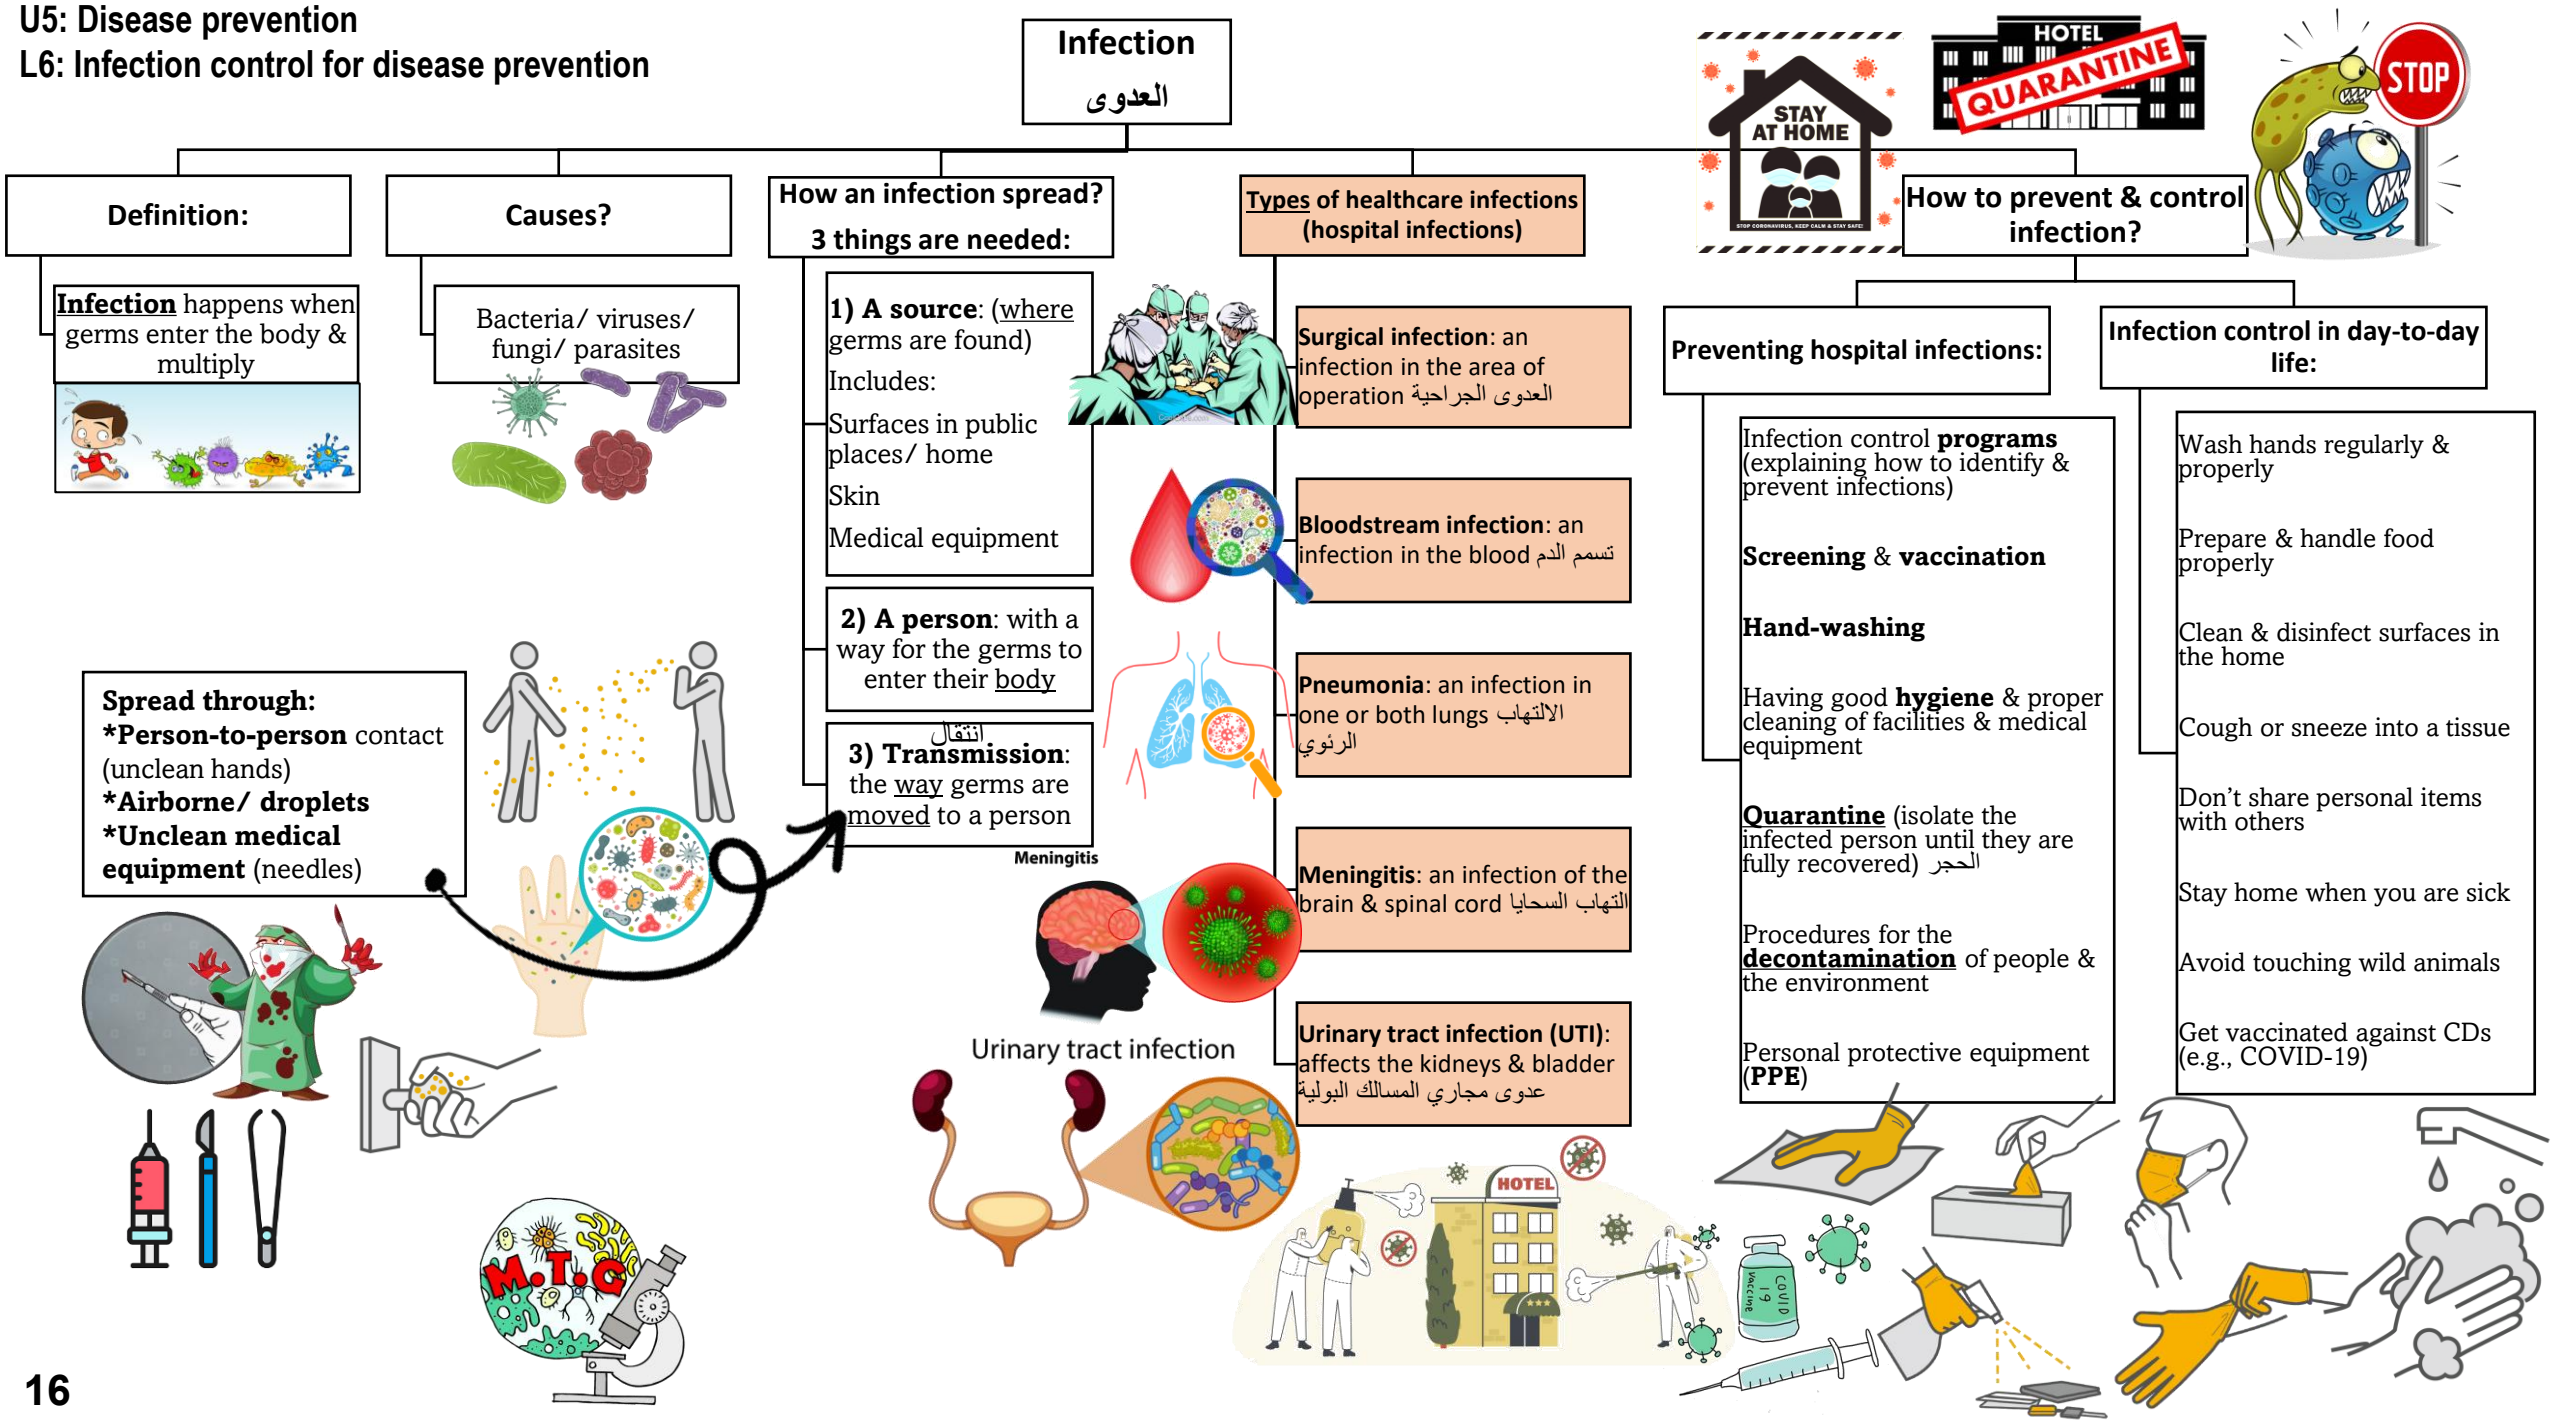 U5: Disease prevention
L6: Infection control for disease prevention
Infection
العدوى
Definition:
Infection happens when
germs enter the body &
multiply
Causes?
Bacteria/ viruses/
fungi/ parasites
How an infection spread?
3 things are needed:
1) A source: (where
germs are found)
Includes:
Surfaces in public
places/ home
Skin
Medical equipment
2) A person: with a
way for the germs to
enter their body
انتقال
3) Transmission:
the way germs are
moved to a person
Spread through:
*Person-to-person contact
(unclean hands)
*Airborne/ droplets
*Unclean medical
equipment (needles)
Types of healthcare infections
(hospital infections)
Surgical infection: an
infection in the area of
operation العدوى الجراحية
Bloodstream infection: an
infection in the blood تسمم الدم
Pneumonia: an infection in
one or both lungs الالتهاب
الرئوي
Meningitis
Meningitis: an infection of the
brain & spinal cord التهاب السحايا
Urinary tract infection
Urinary tract infection (UTI):
affects the kidneys & bladder
عدوى مجاري المسالك البولية
STAY
AT HOME
STOP CORONAVIRUS, KEEP CALM & STAY SAFE!
HOTEL
QUARANTINE
STOP
How to prevent & control
infection?
Preventing hospital infections:
Infection control programs
(explaining how to identify &
prevent infections)
Screening & vaccination
Hand-washing
Having good hygiene & proper
cleaning of facilities & medical
equipment
Quarantine (isolate the
infected person until they are
fully recovered) الحجر
Procedures for the
decontamination of people &
the environment
Personal protective equipment
(PPE)
Infection control in day-to-day
life:
Wash hands regularly &
properly
Prepare & handle food
properly
Clean & disinfect surfaces in
the home
Cough or sneeze into a tissue
Don't share personal items
with others
Stay home when you are sick
Avoid touching wild animals
Get vaccinated against CDs
(e.g., COVID-19)
HOTEL
COVID
19
vaccine
M.T.G
16